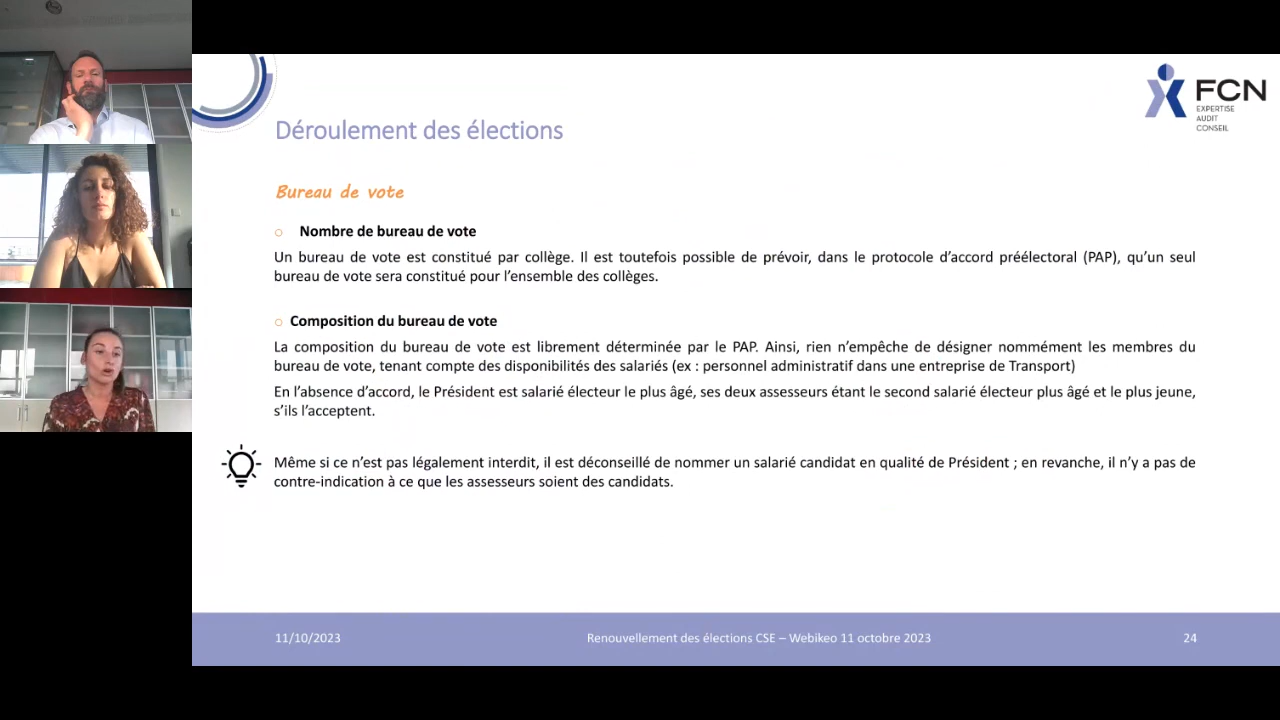 FCN
EXPERTISE
AUDIT
CONSEIL
Déroulement des élections
Bureau de vote
Nombre de bureau de vote
Un bureau de vote est constitué par collège. Il est toutefois possible de prévoir, dans le protocole d’accord préélectoral (PAP), qu’un seul
bureau de vote sera constitué pour l’ensemble des collèges.
Composition du bureau de vote
La composition du bureau de vote est librement déterminée par le PAP. Ainsi, rien n’empêche de désigner nommément les membres du
bureau de vote, tenant compte des disponibilités des salariés (ex : personnel administratif dans une entreprise de Transport)
En l’absence d’accord, le Président est salarié électeur le plus âgé, ses deux assesseurs étant le second salarié électeur plus âgé et le plus jeune,
s’ils l’acceptent.
Même si ce n’est pas légalement interdit, il est déconseillé de nommer un salarié candidat en qualité de Président ; en revanche, il n’y a pas de
contre-indication à ce que les assesseurs soient des candidats.
11/10/2023
Renouvellement des élections CSE – Webikeo 11 octobre 2023
24